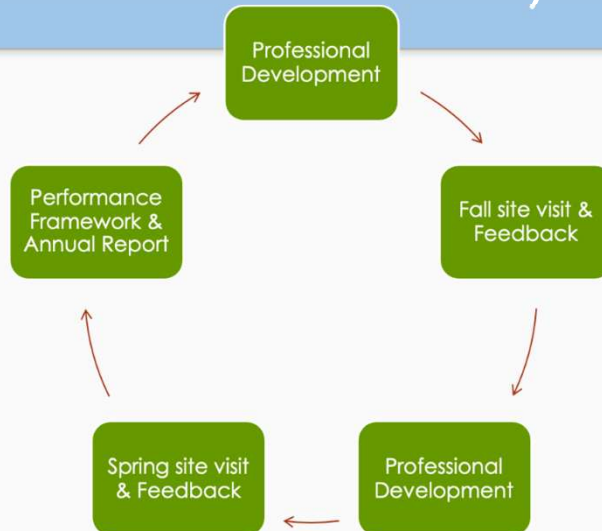 Professional
Development
Fall site visit &
Feedback
Professional
Development
Spring site visit
& Feedback
Performance
Framework &
Annual Report